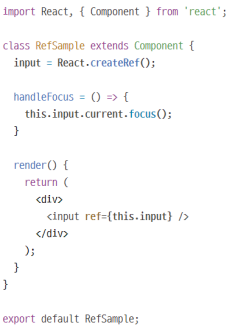 import React, { Component } from 'react';
class RefSample extends Component {
input = React.createRef();
handleFocus = () => {
this.input.current.focus();
}
render() {
return (
<div>
<input ref={this.input} />
</div>
);
}
}
export default RefSample;